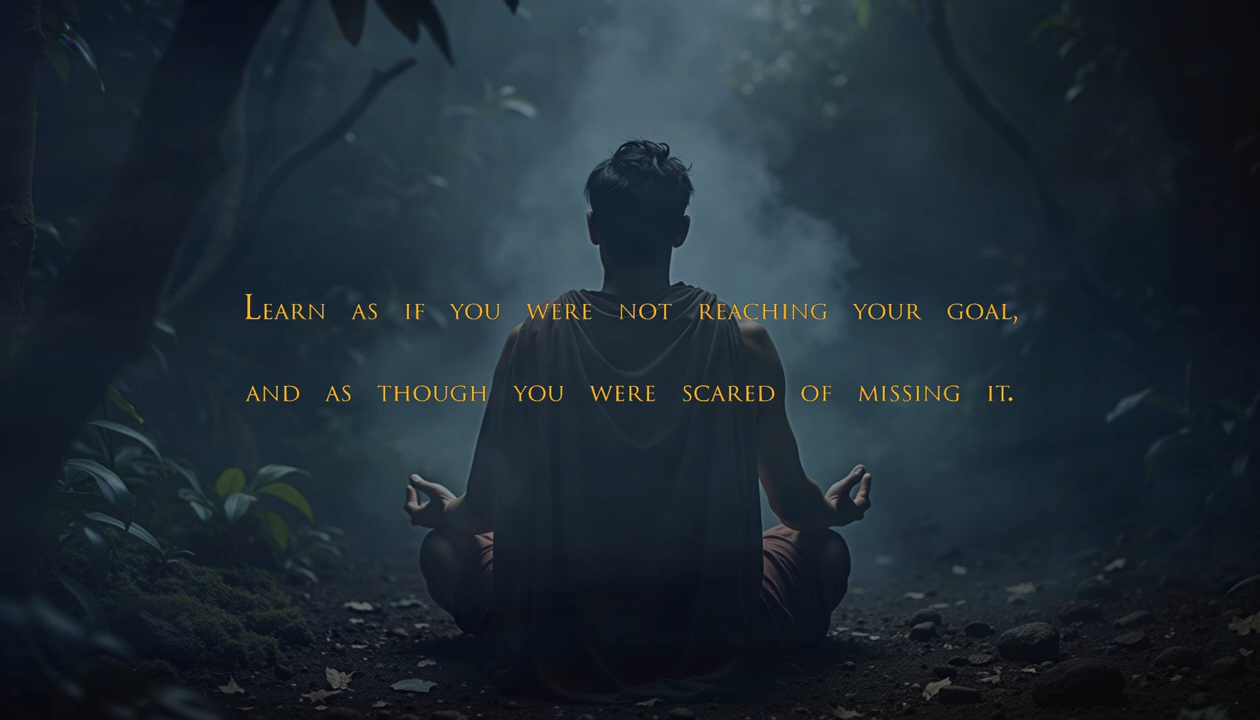 Learn as if you were not reaching your goal,
and as though you were scared of missing it.